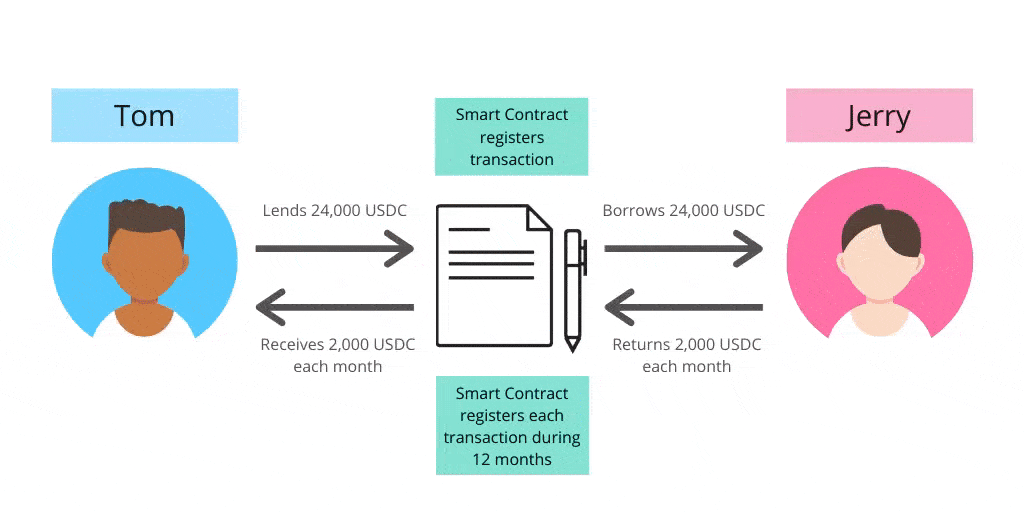 Tom
Smart Contract
registers
transaction
Jerry
Lends 24,000 USDC
Borrows 24,000 USDC
Receives 2,000 USDC
each month
Returns 2,000 USDC
each month
Smart Contract
registers each
transaction during
12 months